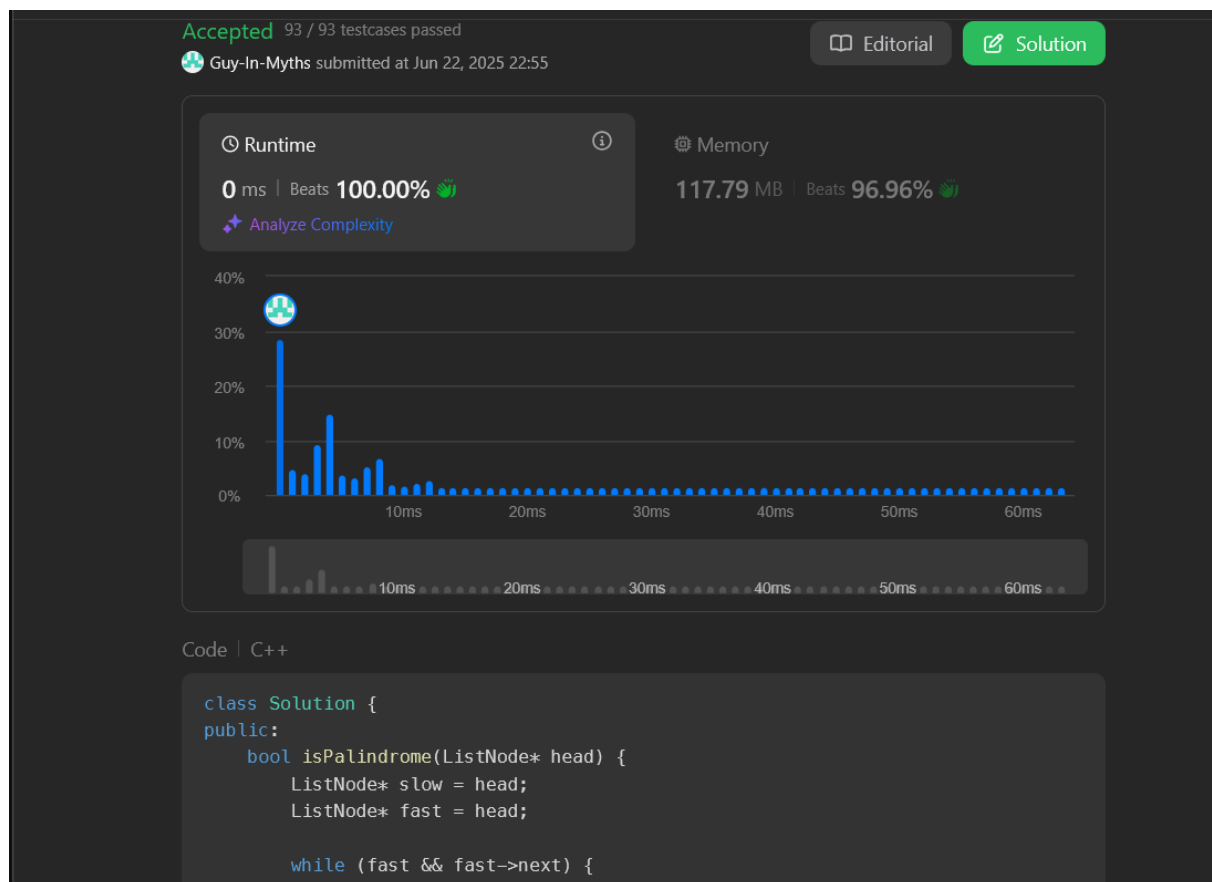 Accepted 93 / 93 testcases passed
Editorial
Solution
Guy-In-Myths submitted at Jun 22, 2025 22:55
Runtime
0 ms | Beats 100.00%
Analyze Complexity
Memory
117.79 MB | Beats 96.96%
40%
30%
20%
10%
0%
10ms 20ms 30ms 40ms 50ms 60ms
10ms 20ms 30ms 40ms 50ms 60ms
Code | C++
class Solution {
public:
    bool isPalindrome(ListNode* head) {
        ListNode* slow = head;
        ListNode* fast = head;
        while (fast && fast->next) {